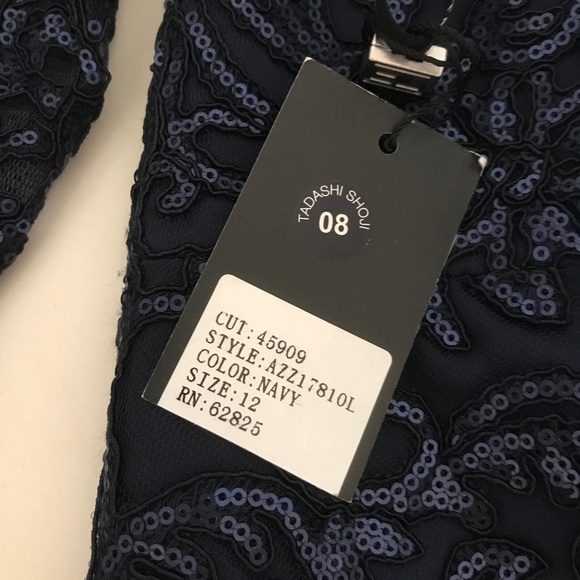 TADASHI SHOJI
08
CUT:45909
STYLE:AZZ17810L
COLOR:NAVY
SIZE:12
RN:62825